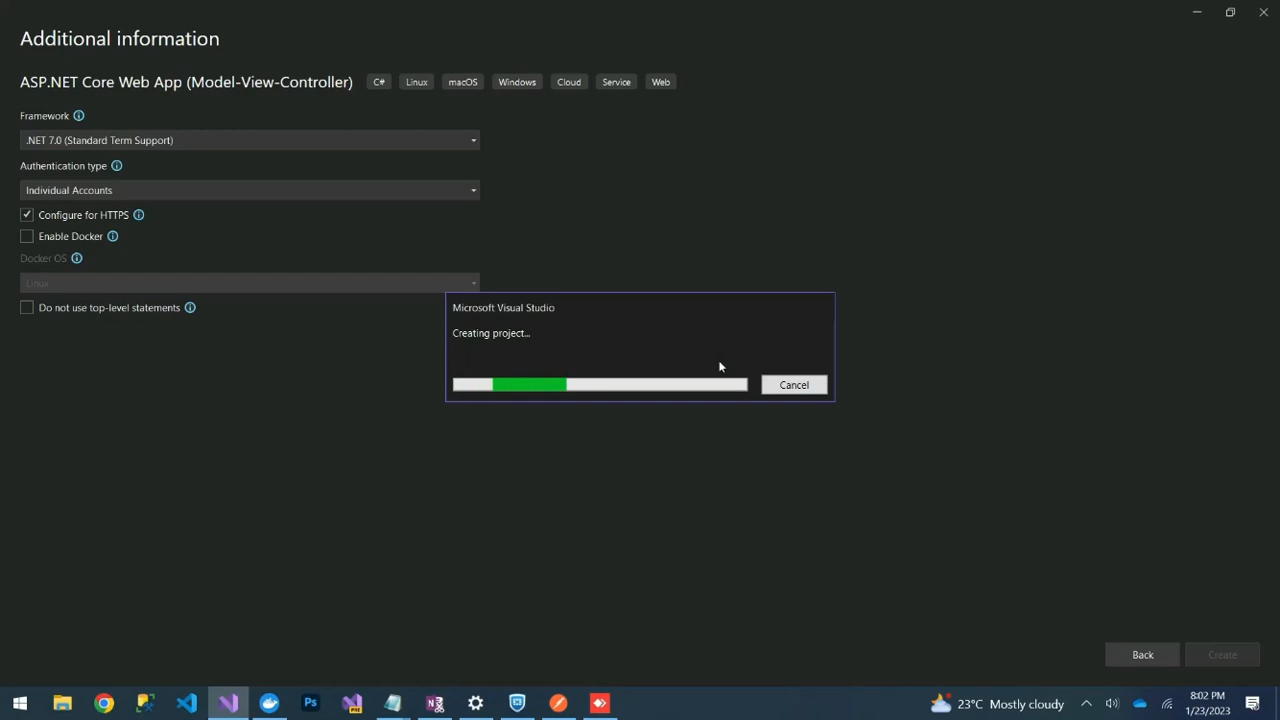 Additional information
ASP.NET Core Web App (Model-View-Controller) C# Linux macOS Windows Cloud Service Web
Framework
.NET 7.0 (Standard Term Support)
Authentication type
Individual Accounts
Configure for HTTPS
Enable Docker
Docker OS
Linux
Do not use top-level statements
Microsoft Visual Studio
Creating project...
Cancel
Back Create
Ps
PRE
23°C Mostly cloudy
8:02 PM
1/23/2023